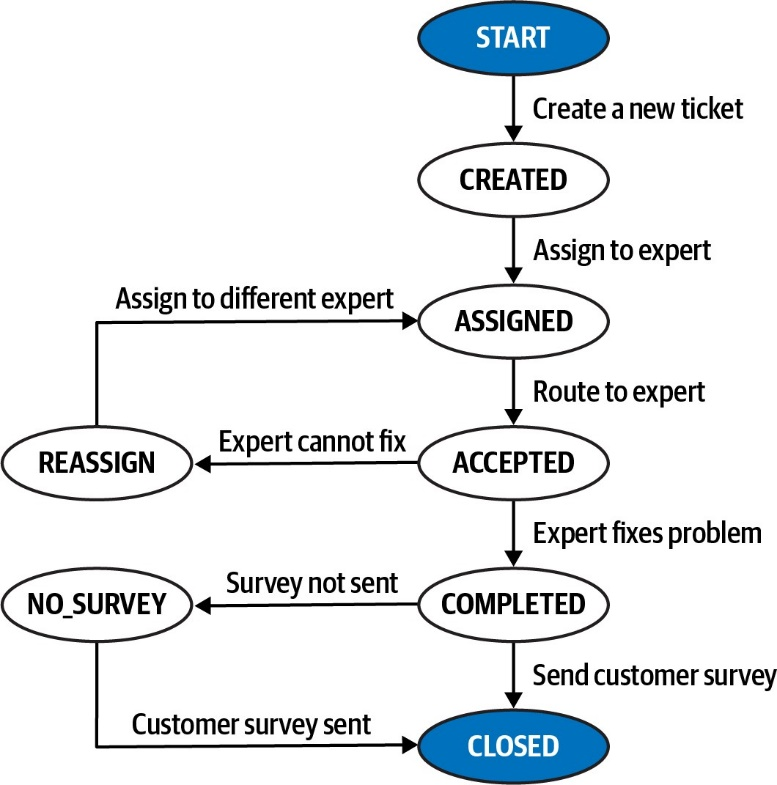 START
Create a new ticket
CREATED
Assign to expert
Assign to different expert
ASSIGNED
Route to expert
REASSIGN
Expert cannot fix
ACCEPTED
Expert fixes problem
NO_SURVEY
Survey not sent
COMPLETED
Send customer survey
Customer survey sent
CLOSED